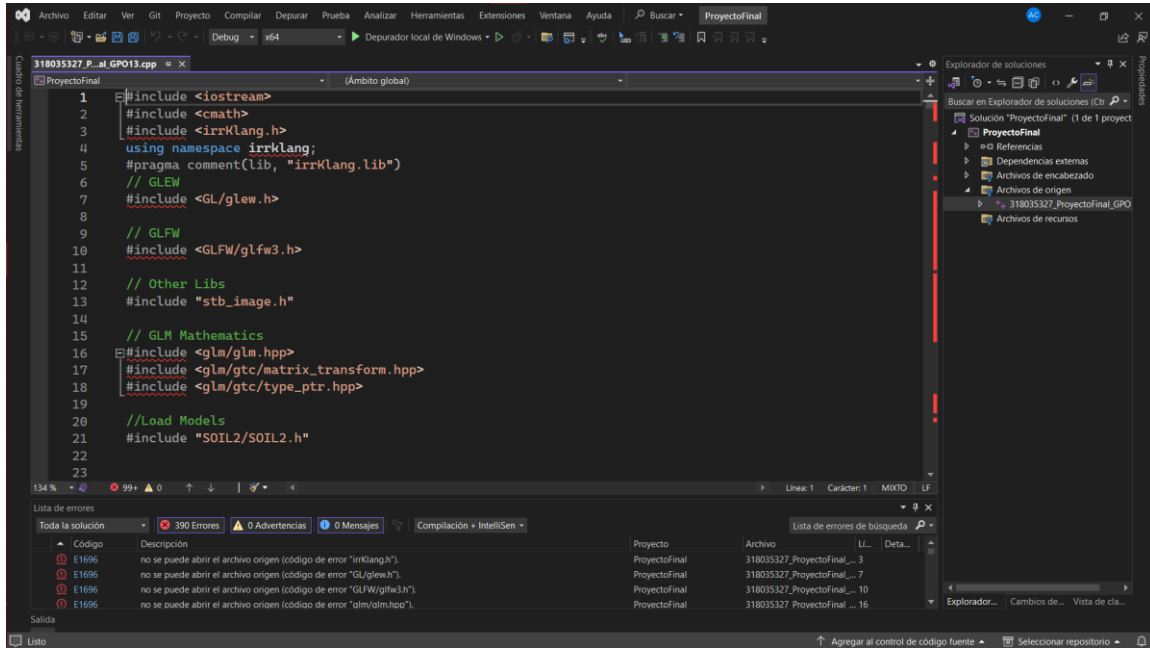 Archivo Editar Ver Git Proyecto Compilar Depurar Prueba Analizar Herramientas Extensiones Ventana Ayuda Buscar ProyectoFinal AC
Debug x64 Depurador local de Windows
Cuadro de herramientas
318035327_P...al_GPO13.cpp
ProyectoFinal (Ámbito global)
1 #include <iostream>
2 #include <cmath>
3 #include <irrKlang.h>
4 using namespace irrklang;
5 #pragma comment(lib, "irrKlang.lib")
6 // GLEW
7 #include <GL/glew.h>
8
9 // GLFW
10 #include <GLFW/glfw3.h>
11
12 // Other Libs
13 #include "stb_image.h"
14
15 // GLM Mathematics
16 #include <glm/glm.hpp>
17 #include <glm/gtc/matrix_transform.hpp>
18 #include <glm/gtc/type_ptr.hpp>
19
20 //Load Models
21 #include "SOIL2/SOIL2.h"
22
23
134 % 99+ 0 Línea: 1 Carácter: 1 MIXTO LF
Lista de errores
Toda la solución 390 Errores 0 Advertencias 0 Mensajes Compilación + IntelliSen Lista de errores de búsqueda
Código Descripción Proyecto Archivo Lí... Deta...
E1696 no se puede abrir el archivo origen (código de error "irrKlang.h"). ProyectoFinal 318035327_ProyectoFinal_... 3
E1696 no se puede abrir el archivo origen (código de error "GL/glew.h"). ProyectoFinal 318035327_ProyectoFinal_... 7
E1696 no se puede abrir el archivo origen (código de error "GLFW/glfw3.h"). ProyectoFinal 318035327_ProyectoFinal_... 10
E1696 no se puede abrir el archivo origen (código de error "glm/glm.hpp"). ProyectoFinal 318035327_ProyectoFinal_... 16
Salida
Explorador de soluciones
Buscar en Explorador de soluciones (Ctr
Solución "ProyectoFinal" (1 de 1 proyect
ProyectoFinal
Referencias
Dependencias externas
Archivos de encabezado
Archivos de origen
318035327_ProyectoFinal_GPO
Archivos de recursos
Explorador... Cambios de... Vista de cla...
Propiedades
Listo Agregar al control de código fuente Seleccionar repositorio